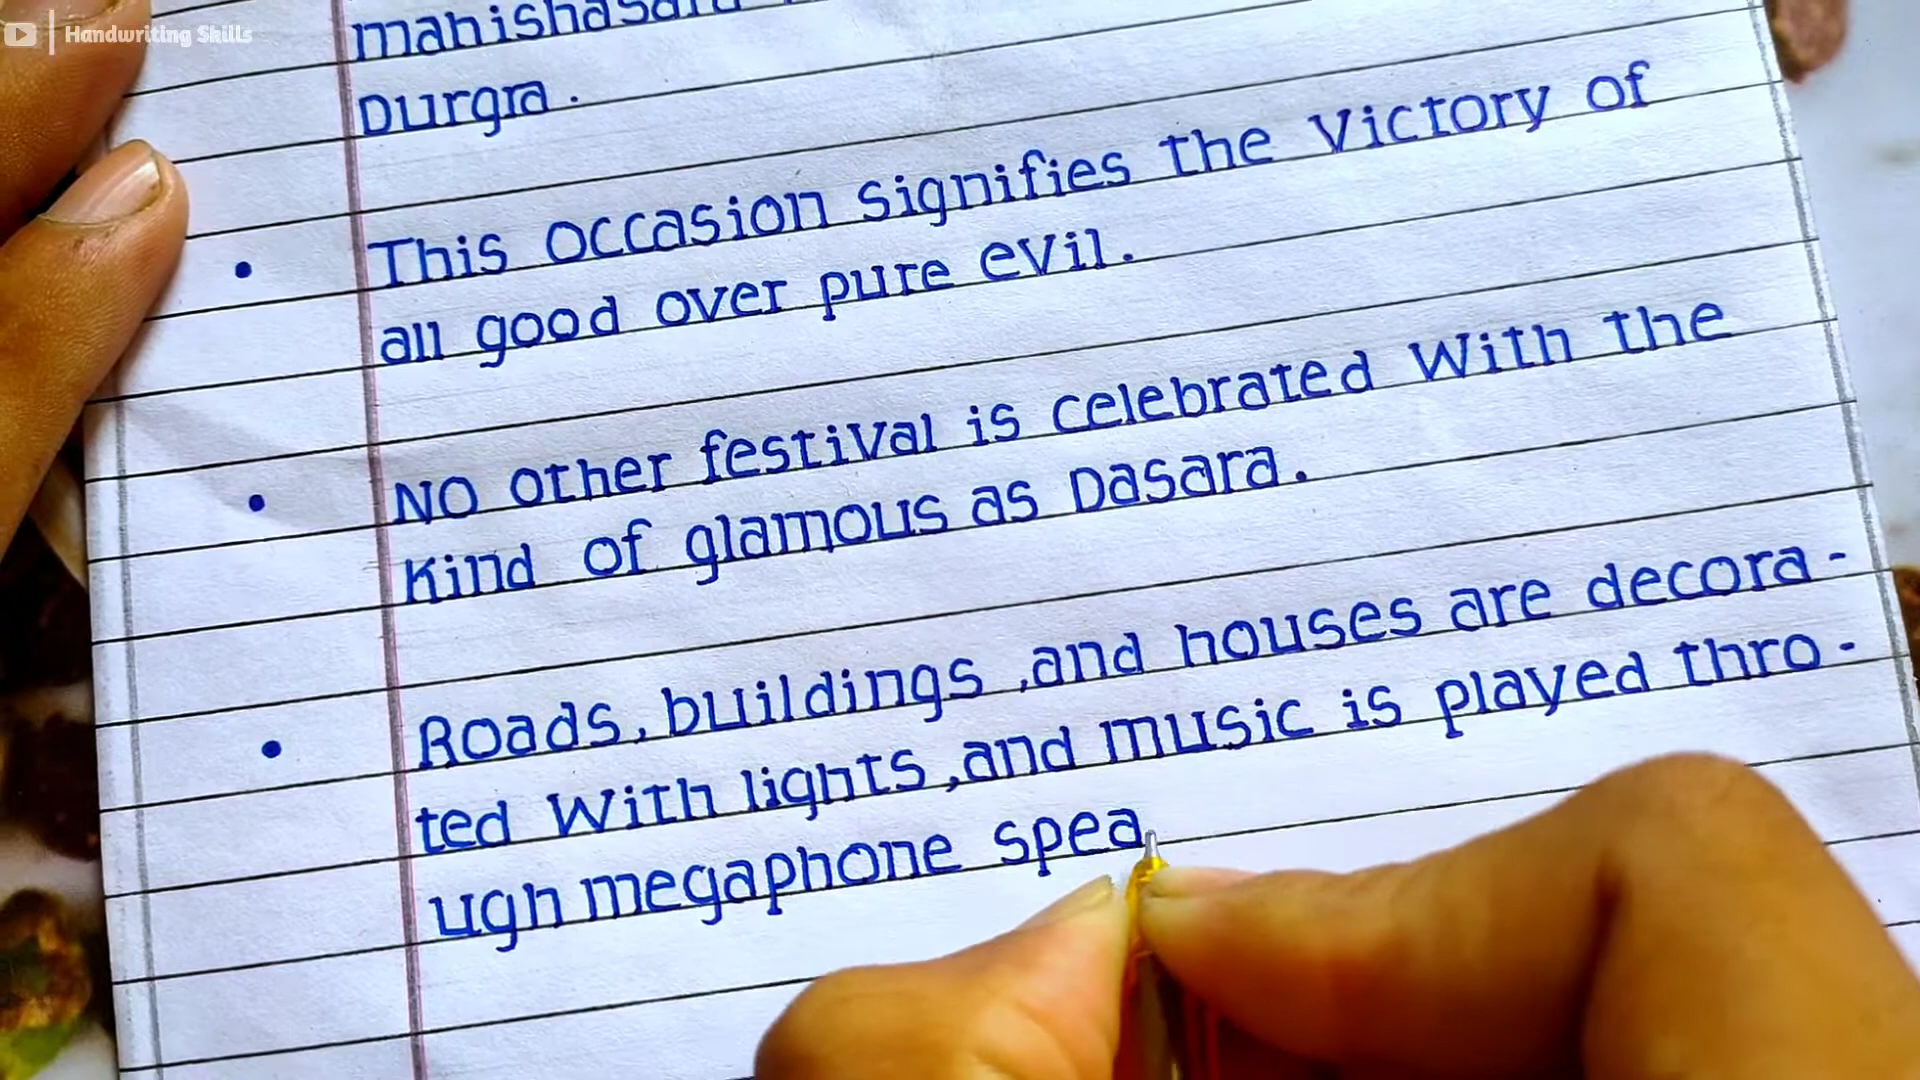 Handwriting Skills
Durga.
• This occasion signifies the Victory of
all good over pure evil.
• NO other festival is celebrated With the
Kind of glamous as Dasara.
• Roads, buildings ,and houses are decora-
ted With lights ,and music is played thro-
ugh megaphone spea